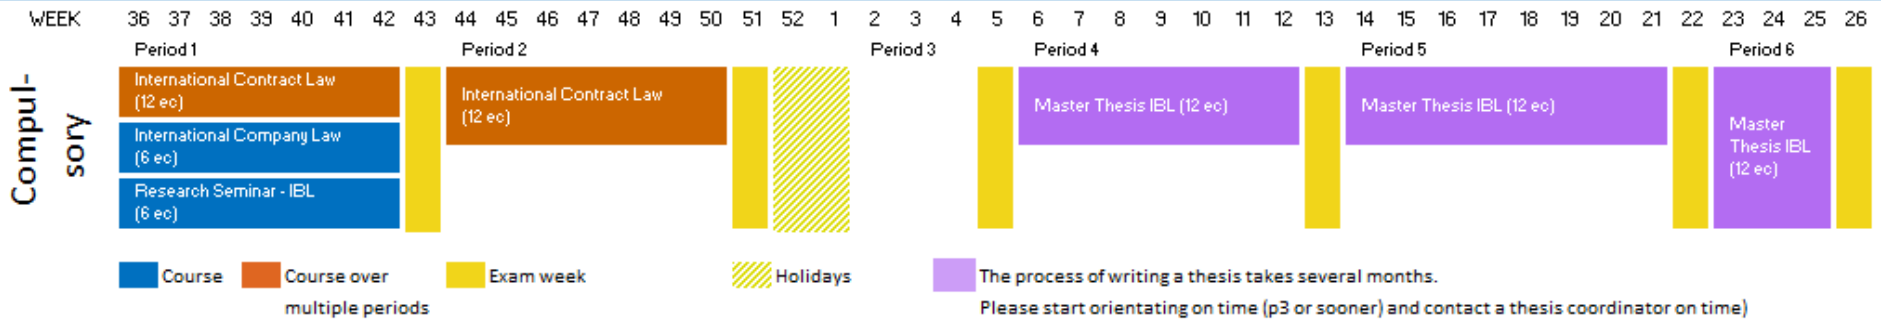 WEEK 36 37 38 39 40 41 42 43 44 45 46 47 48 49 50 51 52 1 2 3 4 5 6 7 8 9 10 11 12 13 14 15 16 17 18 19 20 21 22 23 24 25 26
Period 1 Period 2 Period 3 Period 4 Period 5 Period 6
Compul-
sory
International Contract Law
(12 ec)
International Company Law
(6 ec)
Research Seminar - IBL
(6 ec)
International Contract Law
(12 ec)
Master Thesis IBL (12 ec)
Master Thesis IBL (12 ec)
Master
Thesis IBL
(12 ec)
Course
Course over
multiple periods
Exam week
Holidays
The process of writing a thesis takes several months.
Please start orientating on time (p3 or sooner) and contact a thesis coordinator on time)